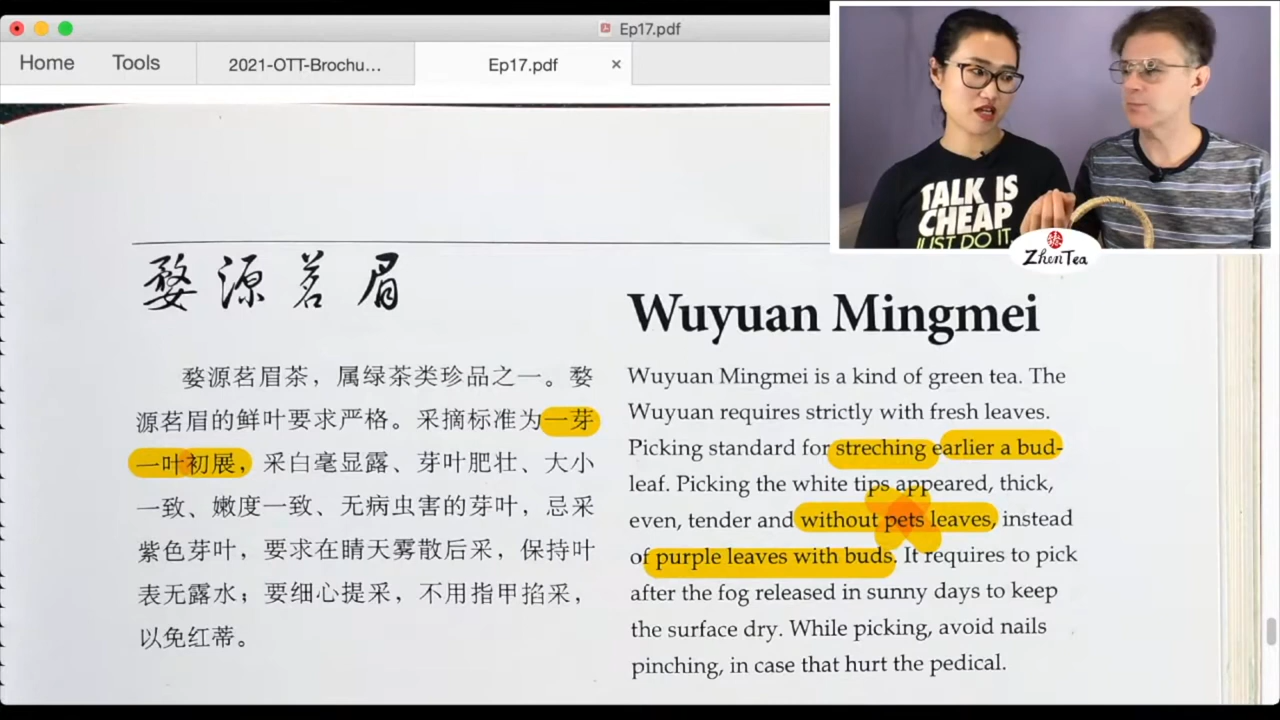 Ep17.pdf
Home
Tools
2021-OTT-Brochu...
Ep17.pdf
×
TALK IS
CHEAP
JUST DO IT
ZhenTea
婺源茗眉
婺源茗眉茶，属绿茶类珍品之一。婺
源茗眉的鲜叶要求严格。采摘标准为一芽
一叶初展，采白毫显露、芽叶肥壮、大小
一致、嫩度一致、无病虫害的芽叶，忌采
紫色芽叶，要求在睛天雾散后采，保持叶
表无露水；要细心提采，不用指甲掐采，
以免红蒂。
Wuyuan Mingmei
Wuyuan Mingmei is a kind of green tea. The
Wuyuan requires strictly with fresh leaves.
Picking standard for streching earlier a bud-
leaf. Picking the white tips appeared, thick,
even, tender and without pets leaves, instead
of purple leaves with buds. It requires to pick
after the fog released in sunny days to keep
the surface dry. While picking, avoid nails
pinching, in case that hurt the pedical.